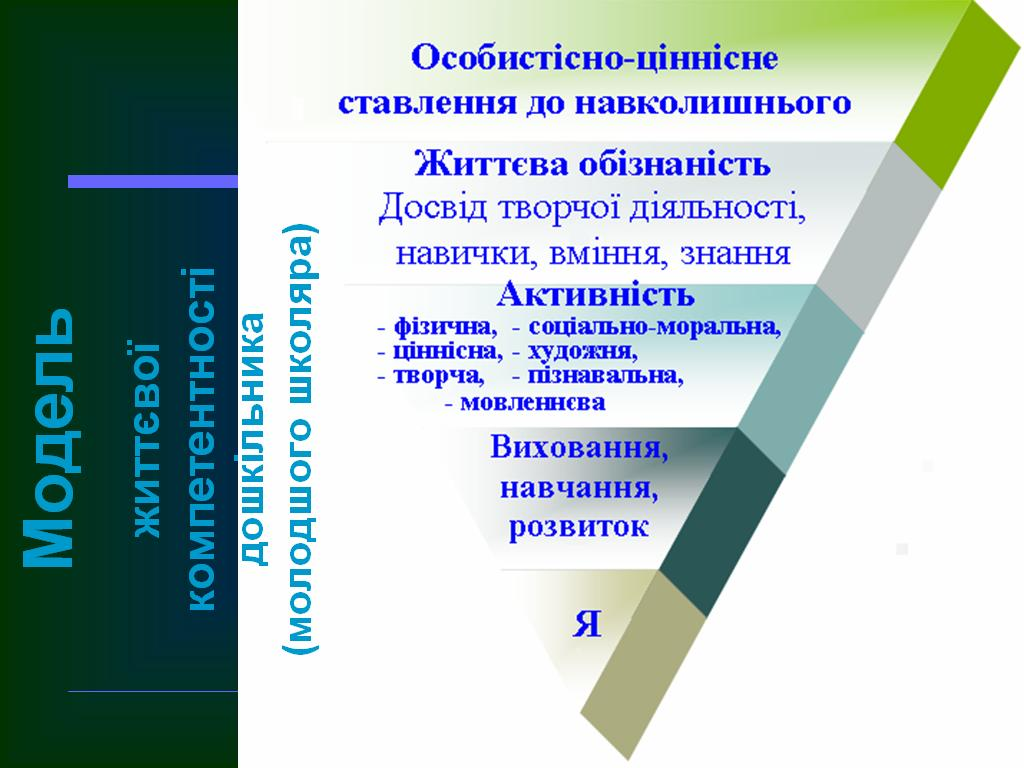 Модель
життєвої
компетентності
дошкільника
(молодшого школяра)
Особистісно-ціннісне
ставлення до навколишнього
Життєва обізнаність
Досвід творчої діяльності,
навички, вміння, знання
Активність
- фізична, - соціально-моральна,
- ціннісна, - художня,
- творча, - пізнавальна,
- мовленнєва
Виховання,
навчання,
розвиток
Я